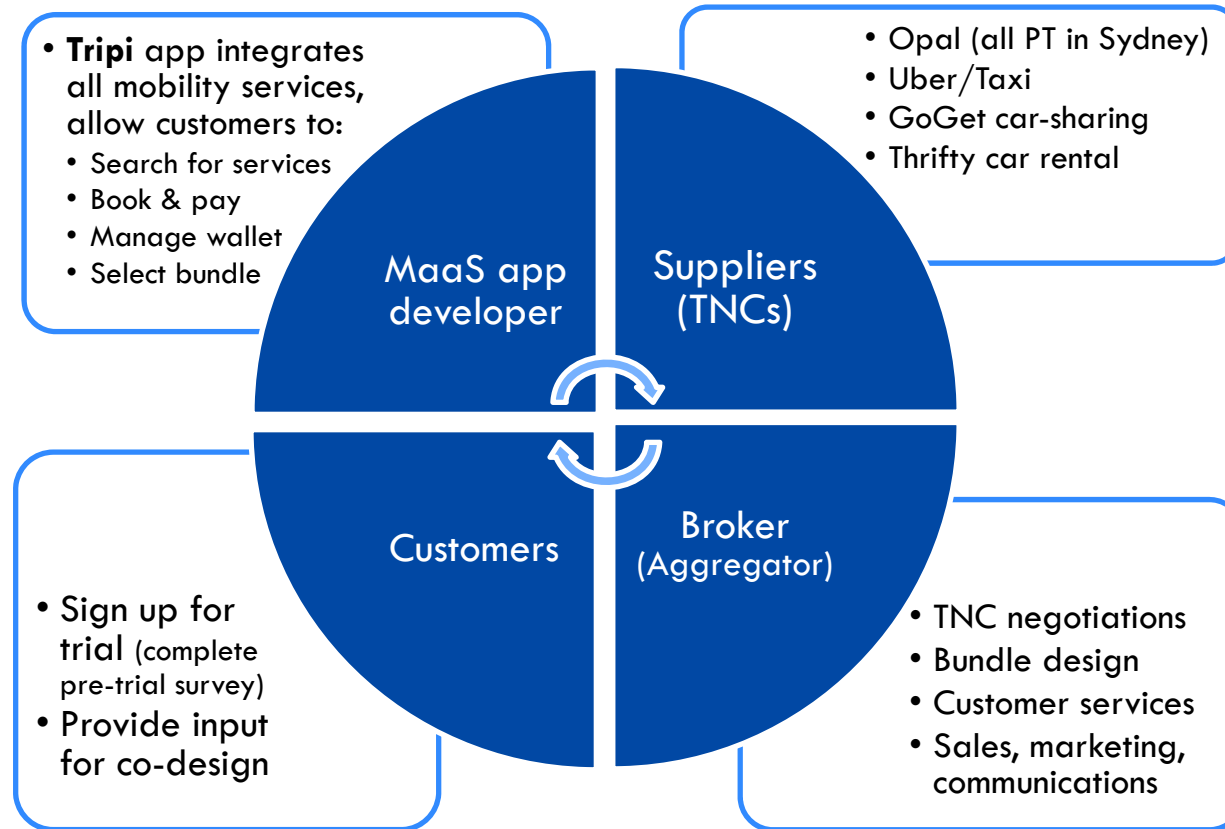 • Tripi app integrates
all mobility services,
allow customers to:
• Search for services
• Book & pay
• Manage wallet
• Select bundle
MaaS app
developer
• Opal (all PT in Sydney)
• Uber/Taxi
• GoGet car-sharing
• Thrifty car rental
Suppliers
(TNCs)
Customers
• Sign up for
trial (complete
pre-trial survey)
• Provide input
for co-design
Broker
(Aggregator)
• TNC negotiations
• Bundle design
• Customer services
• Sales, marketing,
communications